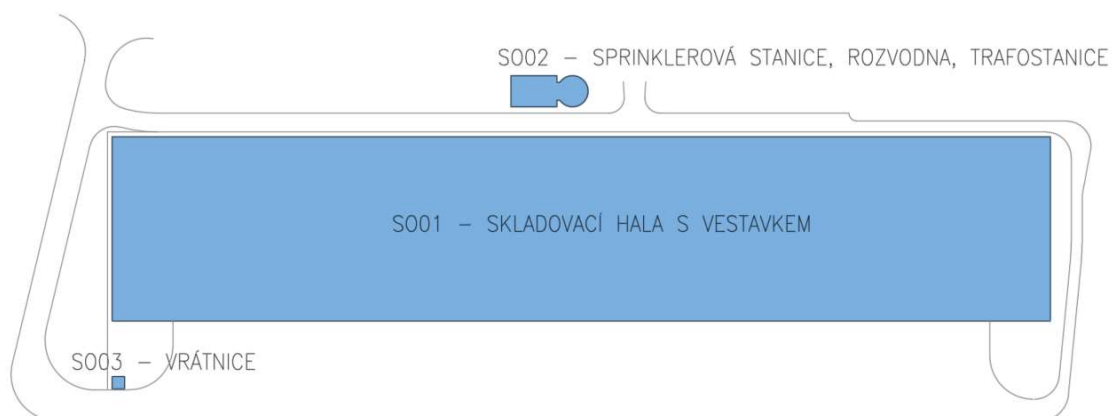 SO02 – SPRINKLEROVÁ STANICE, ROZVODNA, TRAFOSTANICE
SO01 – SKLADOVACÍ HALA S VESTAVKEM
SO03 – VRÁTNICE